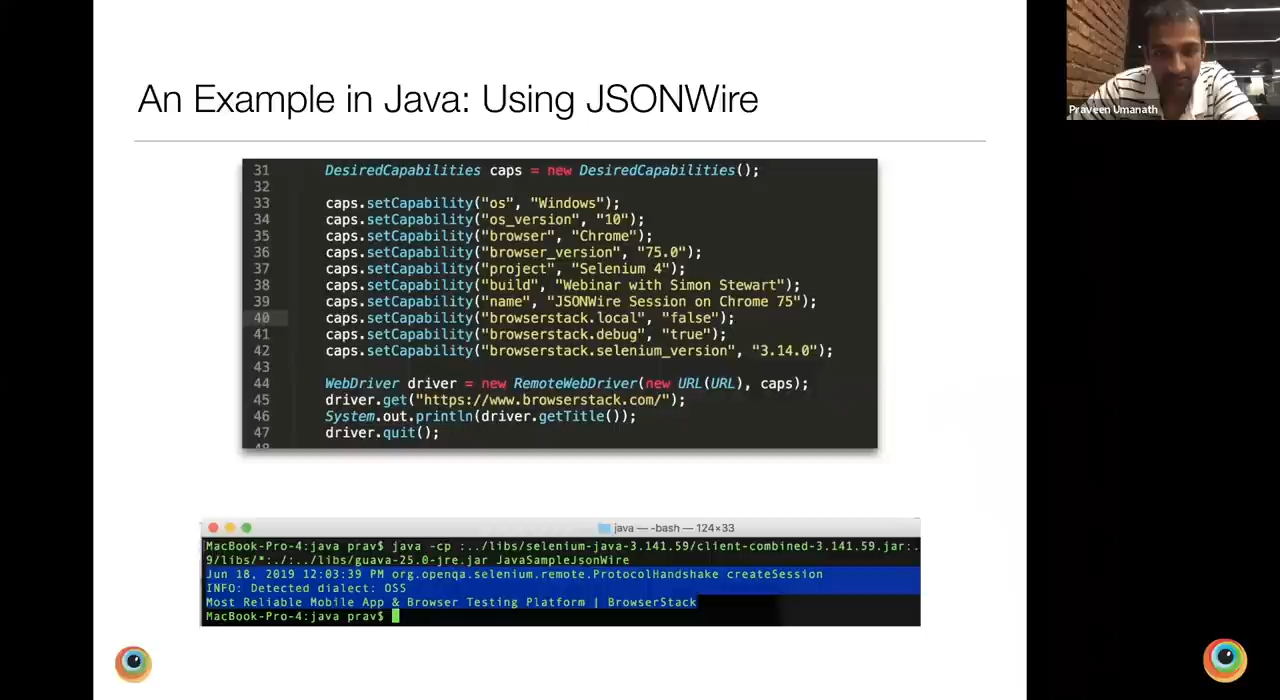 An Example in Java: Using JSONWire
Praveen Umanath
31 DesiredCapabilities caps = new DesiredCapabilities();
32
33 caps.setCapability("os", "Windows");
34 caps.setCapability("os_version", "10");
35 caps.setCapability("browser", "Chrome");
36 caps.setCapability("browser_version", "75.0");
37 caps.setCapability("project", "Selenium 4");
38 caps.setCapability("build", "Webinar with Simon Stewart");
39 caps.setCapability("name", "JSONWire Session on Chrome 75");
40 caps.setCapability("browserstack.local", "false");
41 caps.setCapability("browserstack.debug", "true");
42 caps.setCapability("browserstack.selenium_version", "3.14.0");
43
44 WebDriver driver = new RemoteWebDriver(new URL(URL), caps);
45 driver.get("https://www.browserstack.com/");
46 System.out.println(driver.getTitle());
47 driver.quit();
java — -bash — 124×33
MacBook-Pro-4:java prav$ java -cp :../libs/selenium-java-3.141.59/client-combined-3.141.59.jar:.
9/libs/*:./:../libs/guava-25.0-jre.jar JavaSampleJsonWire
Jun 18, 2019 12:03:39 PM org.openqa.selenium.remote.ProtocolHandshake createSession
INFO: Detected dialect: OSS
Most Reliable Mobile App & Browser Testing Platform | BrowserStack
MacBook-Pro-4:java prav$